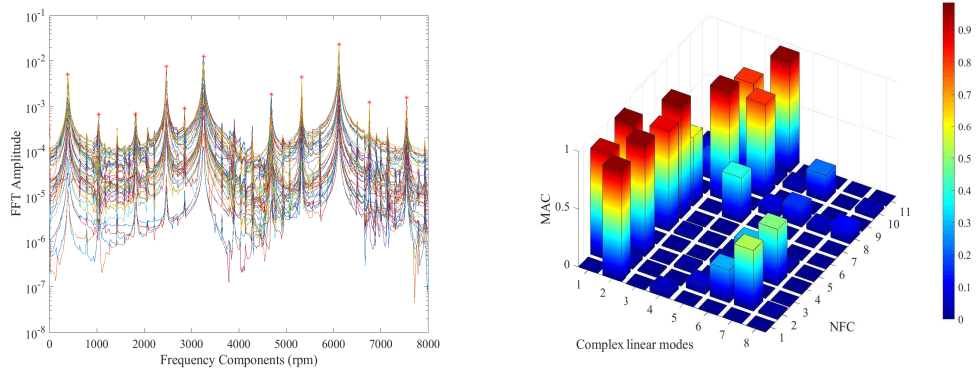 10^-1
10^-2
10^-3
10^-4
10^-5
10^-6
10^-7
10^-8
FFT Amplitude
0 1000 2000 3000 4000 5000 6000 7000 8000
Frequency Components (rpm)
1
0.5
0
MAC
1 2 3 4 5 6 7 8
Complex linear modes
1 2 3 4 5 6 7 8 9 10 11
NFC
0.9
0.8
0.7
0.6
0.5
0.4
0.3
0.2
0.1
0